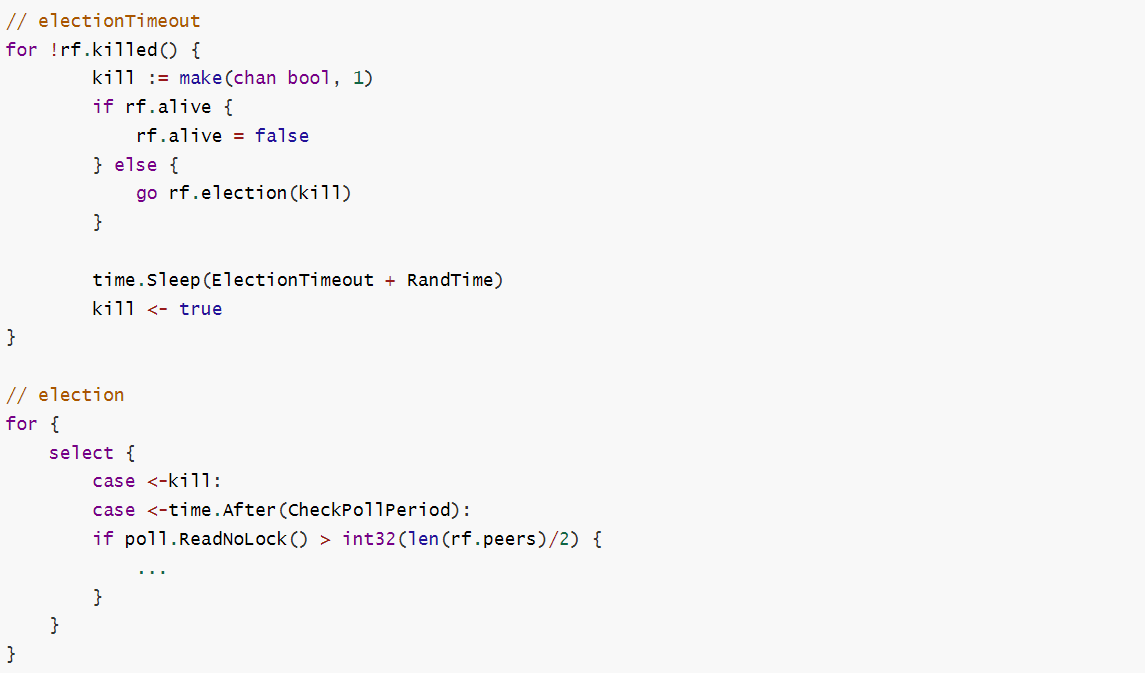 // electionTimeout
for !rf.killed() {
        kill := make(chan bool, 1)
        if rf.alive {
            rf.alive = false
        } else {
            go rf.election(kill)
        }

        time.Sleep(ElectionTimeout + RandTime)
        kill <- true
}

// election
for {
    select {
        case <-kill:
        case <-time.After(CheckPollPeriod):
        if poll.ReadNoLock() > int32(len(rf.peers)/2) {
            ...
        }
    }
}